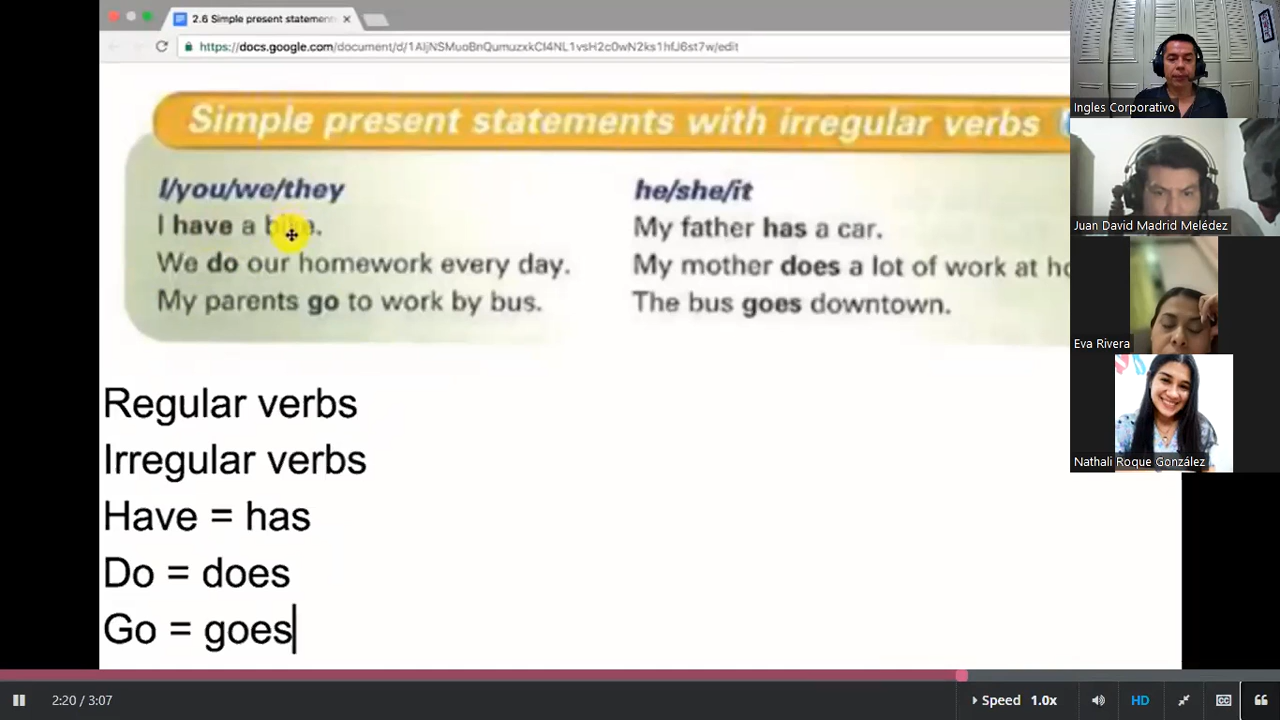 2.6 Simple present statement
https://docs.google.com/document/d/1AljNSMuoBnQumuzxkCl4NL1vsH2c0wN2ks1hfJ6st7w/edit
Simple present statements with irregular verbs
I/you/we/they
I have a
We do our homework every day.
My parents go to work by bus.
he/she/it
My father has a car.
My mother does a lot of work at
The bus goes downtown.
Regular verbs
Irregular verbs
Have = has
Do = does
Go = goes
Ingles Corporativo
Juan David Madrid Melédez
Eva Rivera
Nathali Roque González
2:20 / 3:07
Speed 1.0x
HD
CC